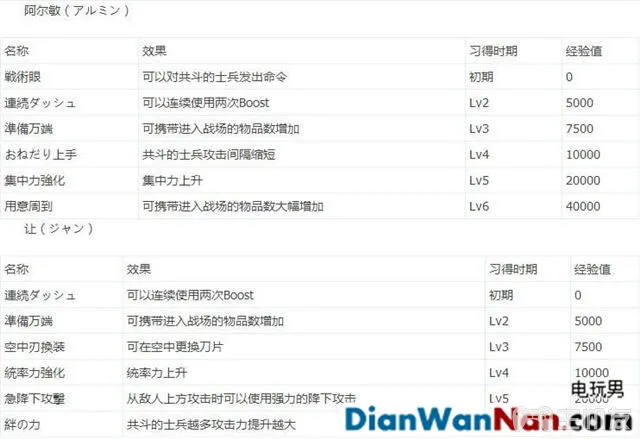 阿尔敏(アルミン)
名称 效果 习得时期 经验值
戦術眼 可以对共斗的士兵发出命令 初期 0
連続ダッシュ 可以连续使用两次Boost Lv2 5000
準備万端 可携带进入战场的物品数增加 Lv3 7500
おねだり上手 共斗的士兵攻击间隔缩短 Lv4 10000
集中力強化 集中力上升 Lv5 20000
用意周到 可携带进入战场的物品数大幅增加 Lv6 40000
让(ジャン)
名称 效果 习得时期 经验值
連続ダッシュ 可以连续使用两次Boost 初期 0
準備万端 可携带进入战场的物品数增加 Lv2 5000
空中刃換装 可在空中更换刀片 Lv3 7500
統率力強化 统率力上升 Lv4 10000
急降下攻撃 从敌人上方攻击时可以使用强力的降下攻击 Lv5 20000
絆の力 共斗的士兵越多攻击力提升越大
电玩男
DianWanNan.com